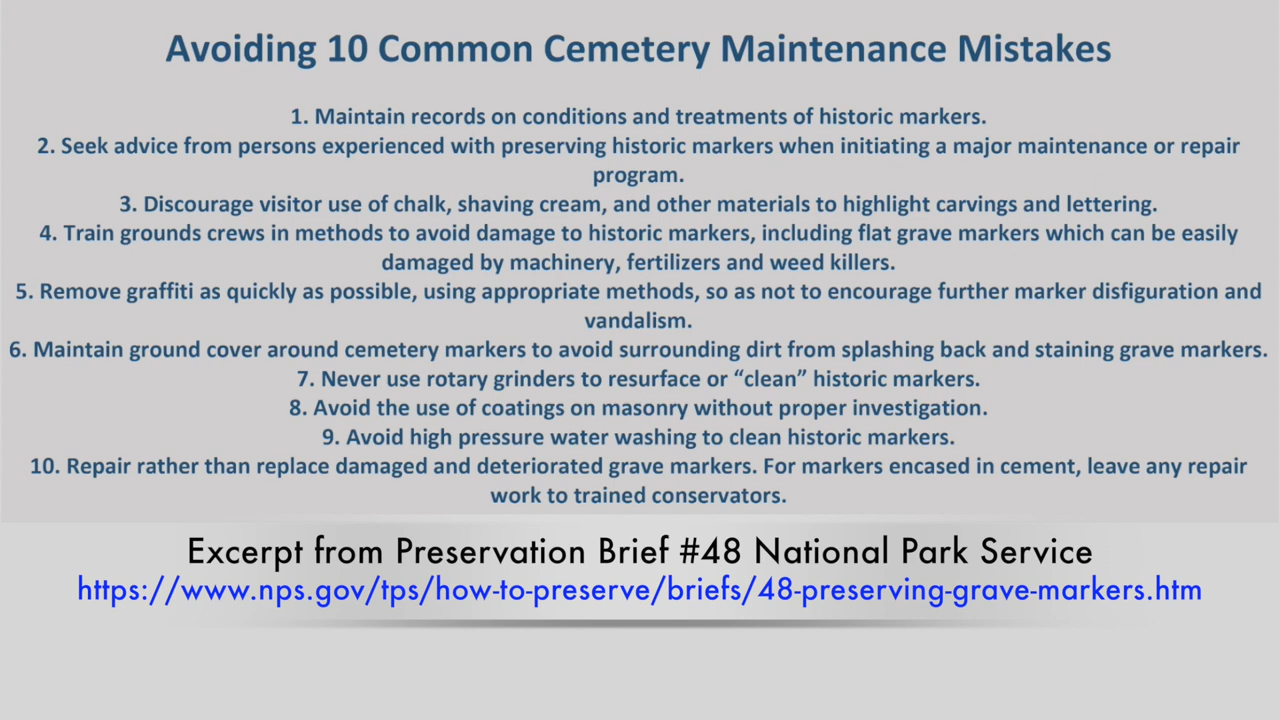 Avoiding 10 Common Cemetery Maintenance Mistakes
1. Maintain records on conditions and treatments of historic markers.
2. Seek advice from persons experienced with preserving historic markers when initiating a major maintenance or repair
program.
3. Discourage visitor use of chalk, shaving cream, and other materials to highlight carvings and lettering.
4. Train grounds crews in methods to avoid damage to historic markers, including flat grave markers which can be easily
damaged by machinery, fertilizers and weed killers.
5. Remove graffiti as quickly as possible, using appropriate methods, so as not to encourage further marker disfiguration and
vandalism.
6. Maintain ground cover around cemetery markers to avoid surrounding dirt from splashing back and staining grave markers.
7. Never use rotary grinders to resurface or “clean” historic markers.
8. Avoid the use of coatings on masonry without proper investigation.
9. Avoid high pressure water washing to clean historic markers.
10. Repair rather than replace damaged and deteriorated grave markers. For markers encased in cement, leave any repair
work to trained conservators.
Excerpt from Preservation Brief #48 National Park Service
https://www.nps.gov/tps/how-to-preserve/briefs/48-preserving-grave-markers.htm